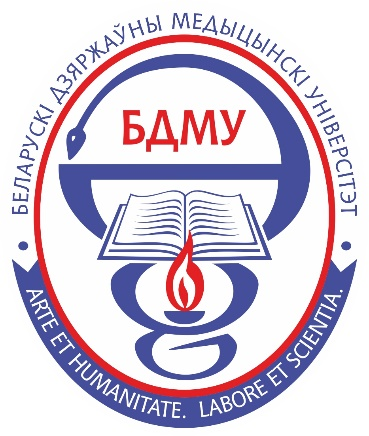 БЕЛАРУСКІ ДЗЯРЖАЎНЫ МЕДЫЦЫНСКІ УНІВЕРСІТЭТ
БДМУ
ARTE ET HUMANITATE. LABORE ET SCIENTIA.